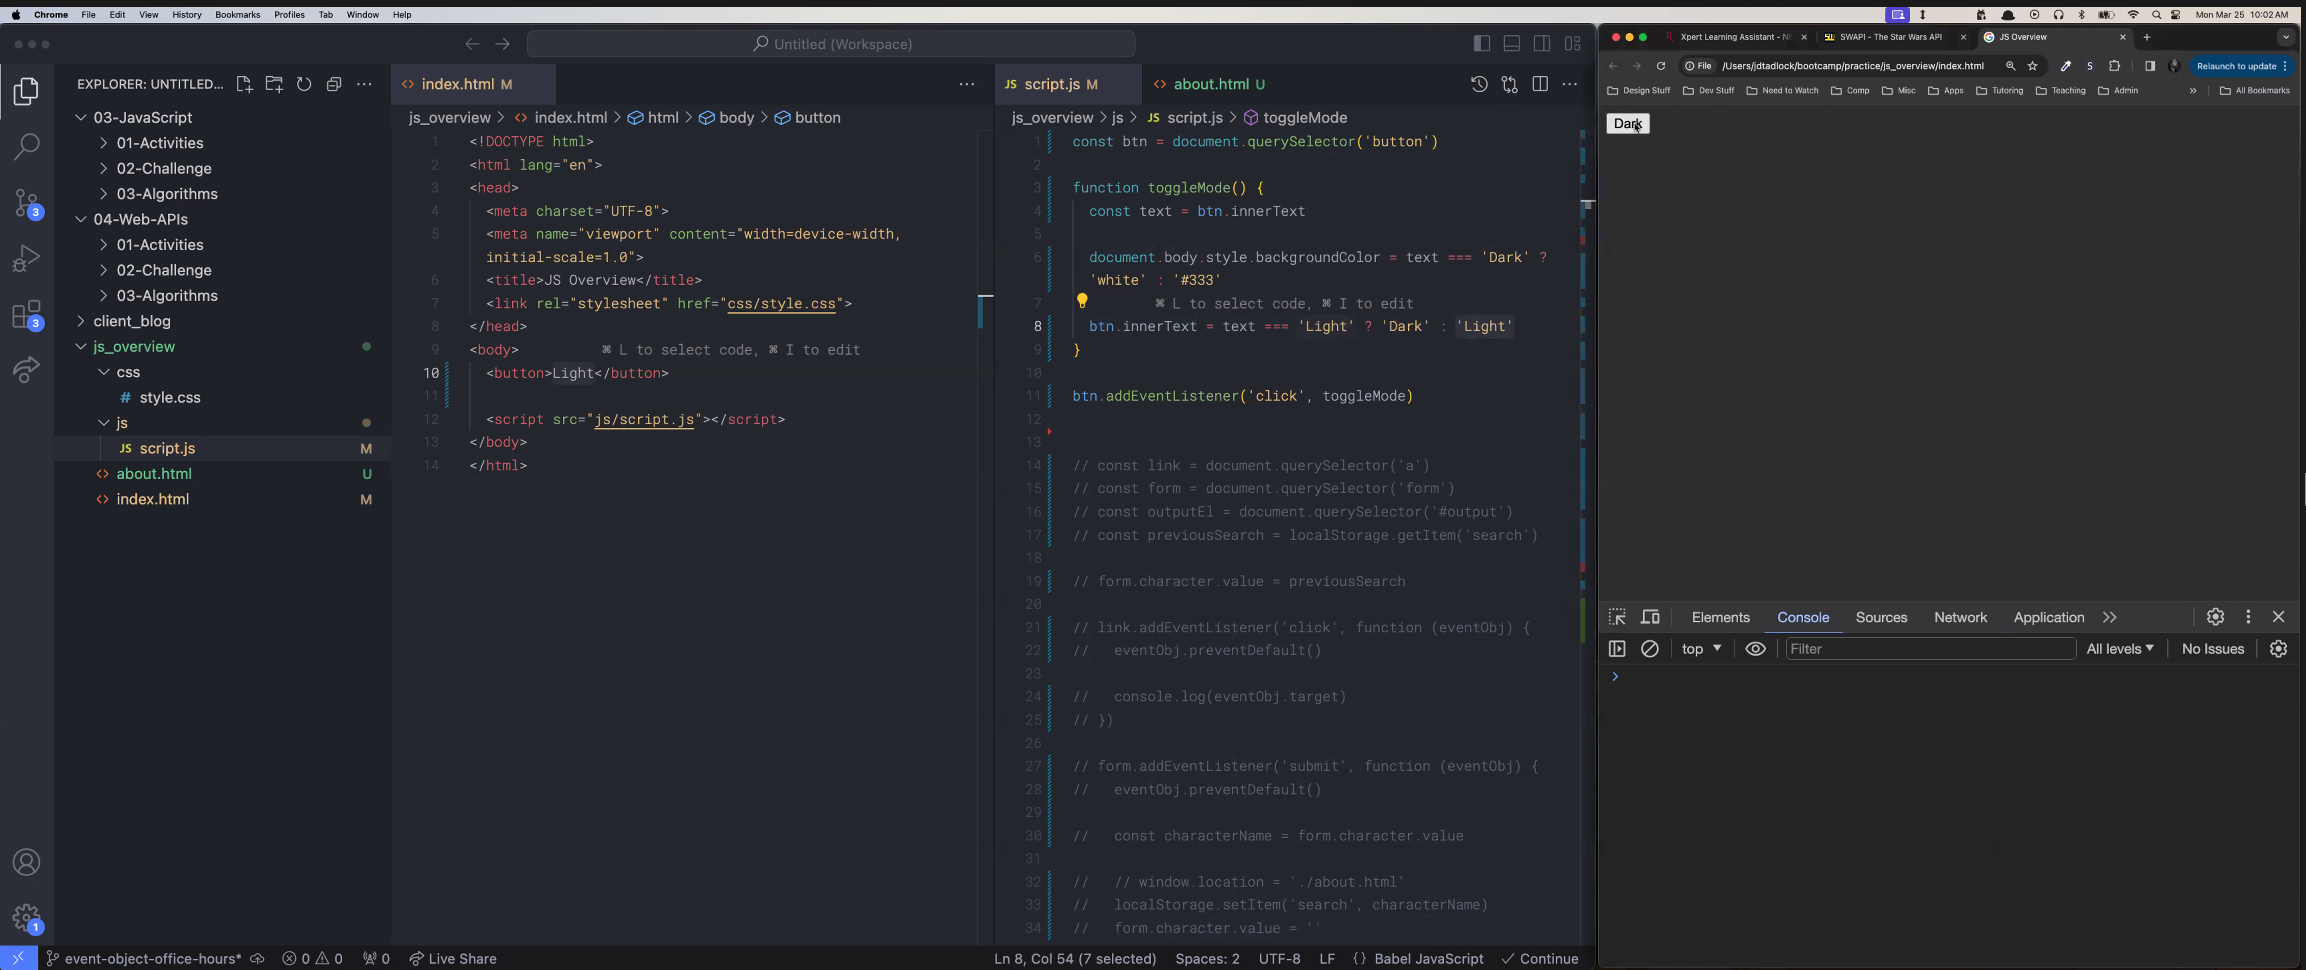 Chrome File Edit View History Bookmarks Profiles Tab Window Help
Mon Mar 25 10:02 AM
Untitled (Workspace)
EXPLORER: UNTITLED...
03-JavaScript
01-Activities
02-Challenge
03-Algorithms
04-Web-APIs
01-Activities
02-Challenge
03-Algorithms
client_blog
js_overview
css
# style.css
js
JS script.js M
<> about.html U
<> index.html M
3
3
1
<> index.html M
js_overview > <> index.html > html > body > button
1 <!DOCTYPE html>
2 <html lang="en">
3 <head>
4 <meta charset="UTF-8">
5 <meta name="viewport" content="width=device-width,
initial-scale=1.0">
6 <title>JS Overview</title>
7 <link rel="stylesheet" href="css/style.css">
8 </head>
9 <body> ⌘ L to select code, ⌘ I to edit
10 <button>Light</button>
11
12 <script src="js/script.js"></script>
13 </body>
14 </html>
JS script.js M <> about.html U
js_overview > js > JS script.js > toggleMode
1 const btn = document.querySelector('button')
2
3 function toggleMode() {
4 const text = btn.innerText
5
6 document.body.style.backgroundColor = text === 'Dark' ?
'white' : '#333'
7 ⌘ L to select code, ⌘ I to edit
8 btn.innerText = text === 'Light' ? 'Dark' : 'Light'
9 }
10
11 btn.addEventListener('click', toggleMode)
12
13
14 // const link = document.querySelector('a')
15 // const form = document.querySelector('form')
16 // const outputEl = document.querySelector('#output')
17 // const previousSearch = localStorage.getItem('search')
18
19 // form.character.value = previousSearch
20
21 // link.addEventListener('click', function (eventObj) {
22 // eventObj.preventDefault()
23
24 // console.log(eventObj.target)
25 // })
26
27 // form.addEventListener('submit', function (eventObj) {
28 // eventObj.preventDefault()
29
30 // const characterName = form.character.value
31
32 // // window.location = './about.html'
33 // localStorage.setItem('search', characterName)
34 // form.character.value = ''
event-object-office-hours* 0 0 0 Live Share
Ln 8, Col 54 (7 selected) Spaces: 2 UTF-8 LF {} Babel JavaScript Continue
Xpert Learning Assistant - SWAPI - The Star Wars API JS Overview
File /Users/jdtadlock/bootcamp/practice/js_overview/index.html Relaunch to update
Design Stuff Dev Stuff Need to Watch Comp Misc Apps Tutoring Teaching Admin » All Bookmarks
Dark
Elements Console Sources Network Application
top Filter All levels No Issues